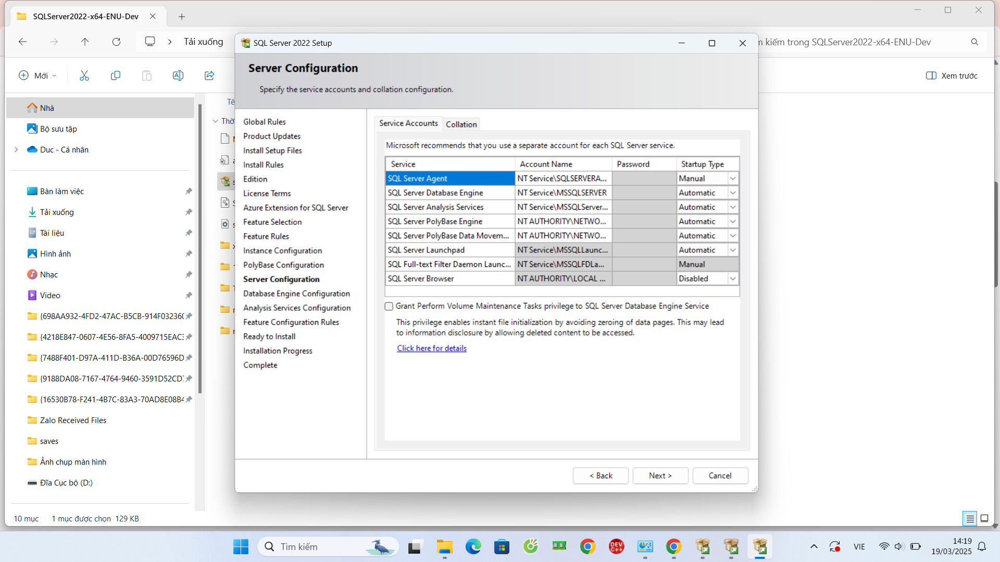 SQLServer2022-x64-ENU-Dev
Tải xuống
SQL Server 2022 Setup
m kiếm trong SQLServer2022-x64-ENU-Dev
Mới
Xem trước
Server Configuration
Specify the service accounts and collation configuration.
Nhà
Bộ sưu tập
Duc - Cá nhân
Bàn làm việc
Tải xuống
Tài liệu
Hình ảnh
Nhạc
Video
{698AA932-4FD2-47AC-B5CB-914F032360
{4218E847-0607-4E56-8FA5-4009715EAC3
{7488F401-D97A-411D-B36A-00D76596D
{9188DA08-7167-4764-9460-3591D52CD7
{16530B78-F241-4B7C-83A3-70AD8E08B4
Zalo Received Files
saves
Ảnh chụp màn hình
Đĩa Cục bộ (D:)
Tê
Thờ
Global Rules
Product Updates
Install Setup Files
Install Rules
Edition
License Terms
Azure Extension for SQL Server
Feature Selection
Feature Rules
Instance Configuration
PolyBase Configuration
Server Configuration
Database Engine Configuration
Analysis Services Configuration
Feature Configuration Rules
Ready to Install
Installation Progress
Complete
Service Accounts Collation
Microsoft recommends that you use a separate account for each SQL Server service.
Service Account Name Password Startup Type
SQL Server Agent NT Service\SQLSERVERA... Manual
SQL Server Database Engine NT Service\MSSQLSERVER Automatic
SQL Server Analysis Services NT Service\MSSQLServer... Automatic
SQL Server PolyBase Engine NT AUTHORITY\NETWO... Automatic
SQL Server PolyBase Data Movem... NT AUTHORITY\NETWO... Automatic
SQL Server Launchpad NT Service\MSSQLLaunc... Automatic
SQL Full-text Filter Daemon Launc... NT Service\MSSQLFDLa... Manual
SQL Server Browser NT AUTHORITY\LOCAL ... Disabled
Grant Perform Volume Maintenance Tasks privilege to SQL Server Database Engine Service
This privilege enables instant file initialization by avoiding zeroing of data pages. This may lead
to information disclosure by allowing deleted content to be accessed.
Click here for details
< Back Next > Cancel
10 mục 1 mục được chọn 129 KB
Tìm kiếm
DEV
C++
VIE
14:19
19/03/2025